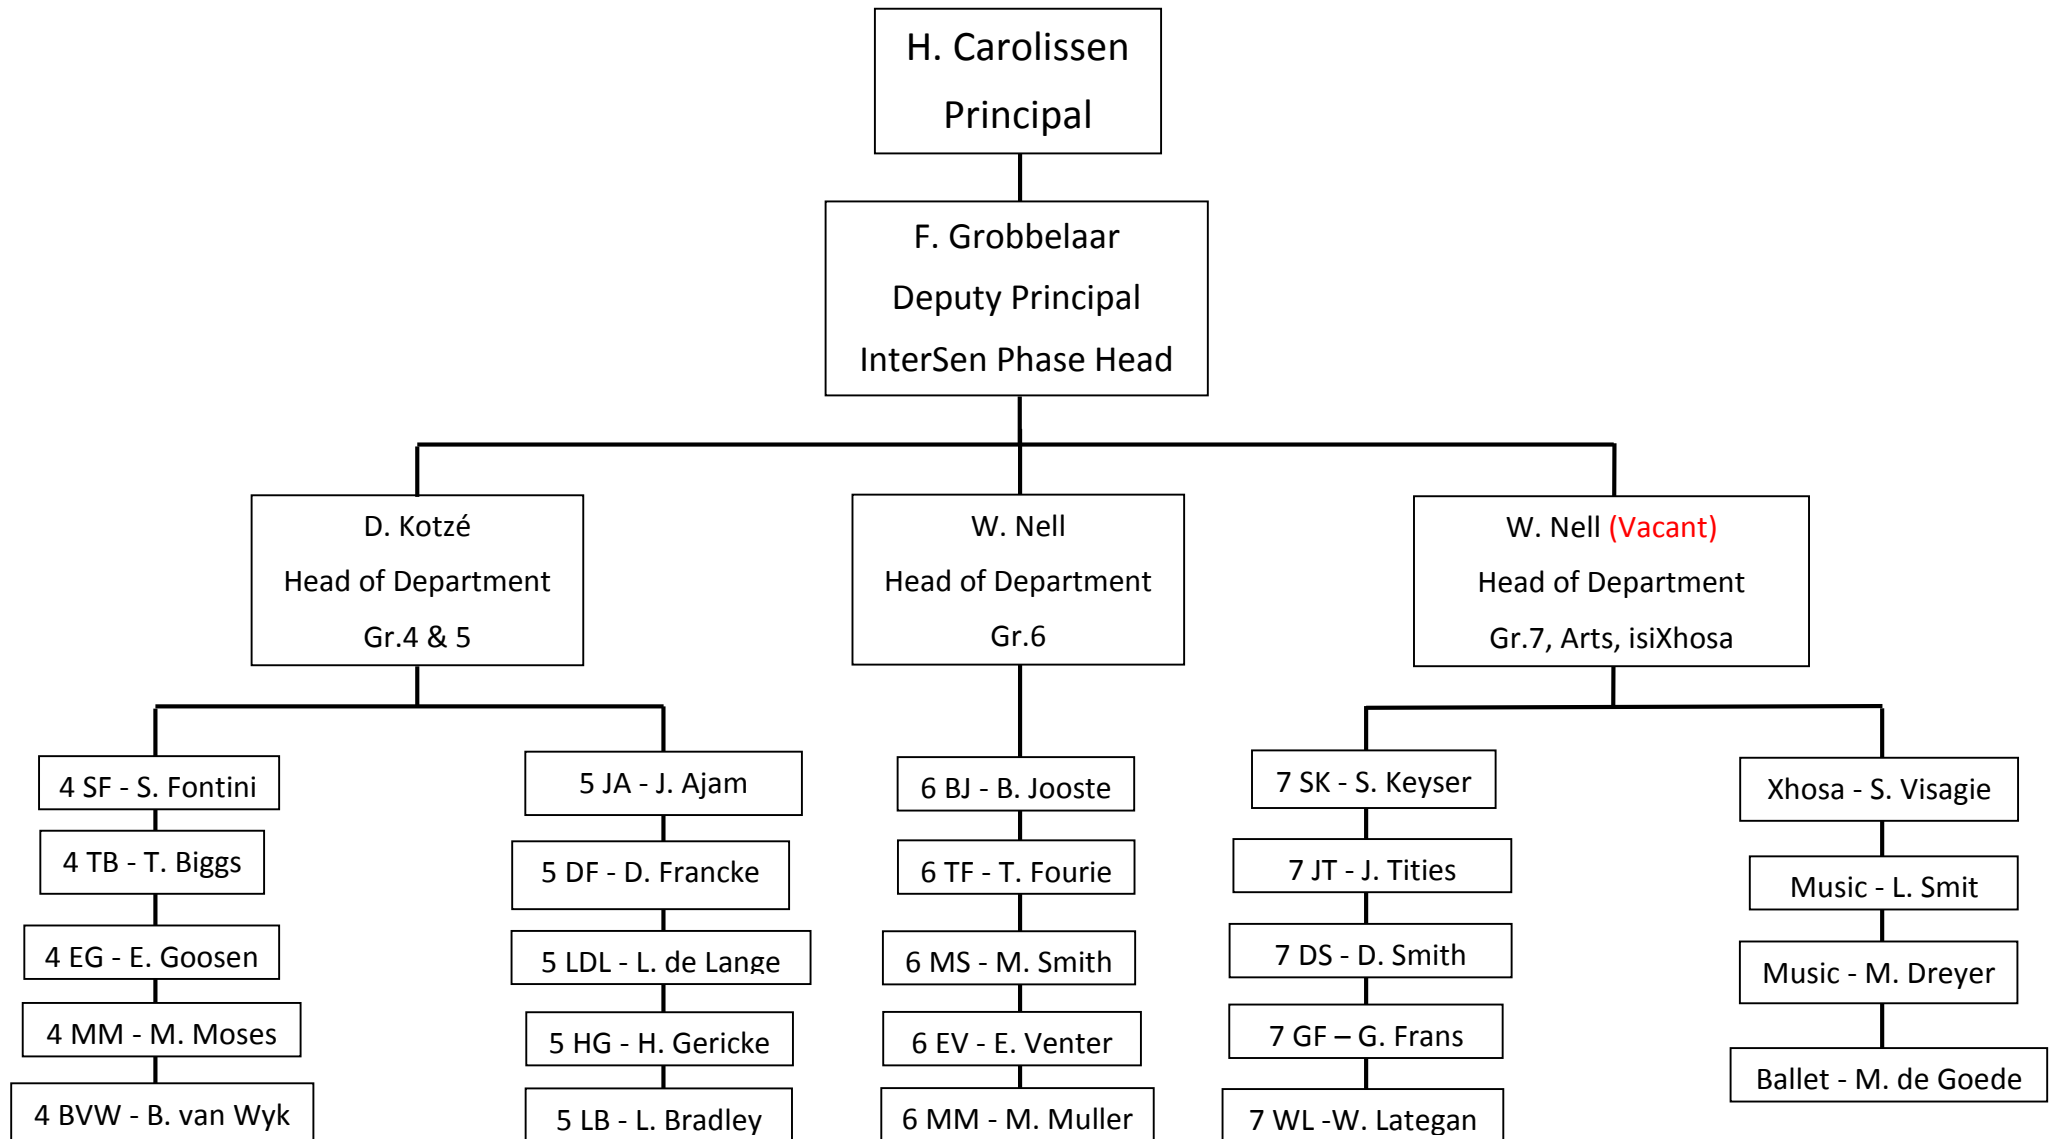 H. Carolissen
Principal
F. Grobbelaar
Deputy Principal
InterSen Phase Head
D. Kotzé
Head of Department
Gr.4 & 5
W. Nell
Head of Department
Gr.6
W. Nell (Vacant)
Head of Department
Gr.7, Arts, isiXhosa
4 SF - S. Fontini
4 TB - T. Biggs
4 EG - E. Goosen
4 MM - M. Moses
4 BVW - B. van Wyk
5 JA - J. Ajam
5 DF - D. Francke
5 LDL - L. de Lange
5 HG - H. Gericke
5 LB - L. Bradley
6 BJ - B. Jooste
6 TF - T. Fourie
6 MS - M. Smith
6 EV - E. Venter
6 MM - M. Muller
7 SK - S. Keyser
7 JT - J. Tities
7 DS - D. Smith
7 GF – G. Frans
7 WL -W. Lategan
Xhosa - S. Visagie
Music - L. Smit
Music - M. Dreyer
Ballet - M. de Goede